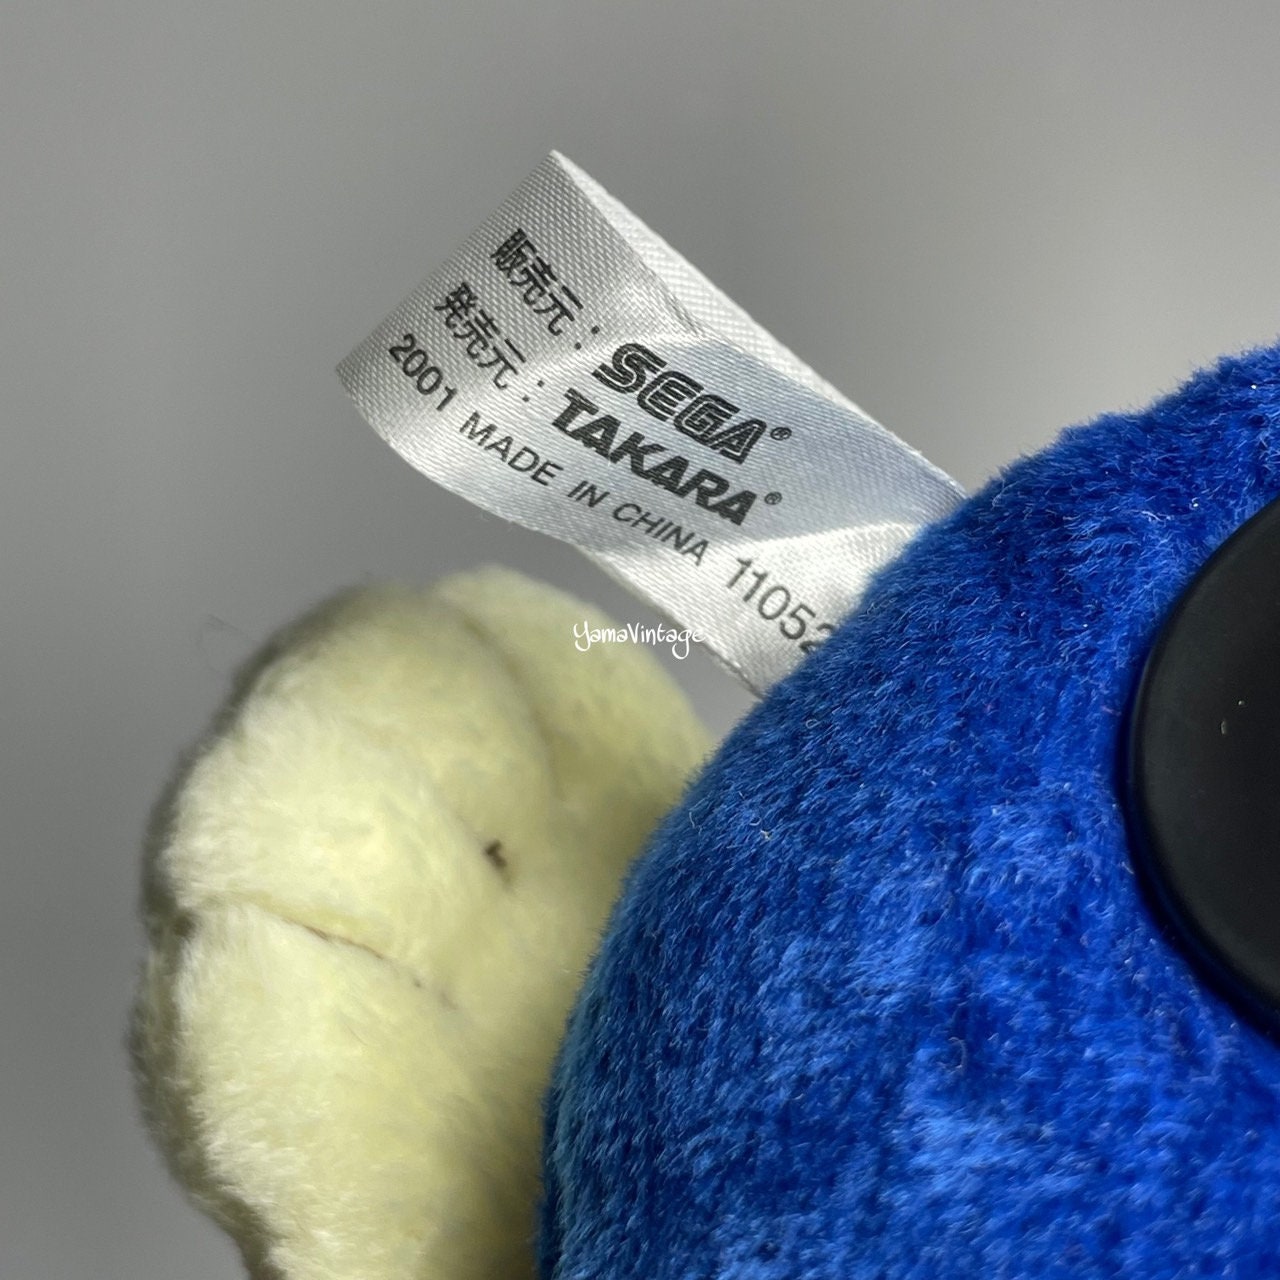 販売元：SEGA®
発売元：TAKARA®
2001 MADE IN CHINA 11052
YamaVintage